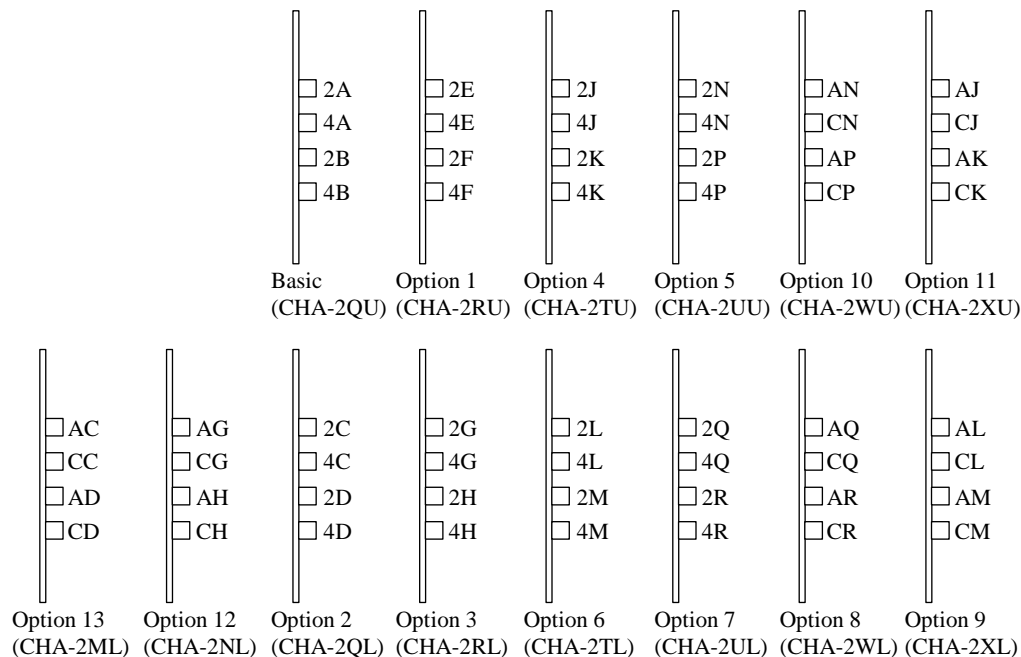 2A 2E 2J 2N AN AJ
4A 4E 4J 4N CN CJ
2B 2F 2K 2P AP AK
4B 4F 4K 4P CP CK
Basic Option 1 Option 4 Option 5 Option 10 Option 11
(CHA-2QU) (CHA-2RU) (CHA-2TU) (CHA-2UU) (CHA-2WU) (CHA-2XU)
AC AG 2C 2G 2L 2Q AQ AL
CC CG 4C 4G 4L 4Q CQ CL
AD AH 2D 2H 2M 2R AR AM
CD CH 4D 4H 4M 4R CR CM
Option 13 Option 12 Option 2 Option 3 Option 6 Option 7 Option 8 Option 9
(CHA-2ML) (CHA-2NL) (CHA-2QL) (CHA-2RL) (CHA-2TL) (CHA-2UL) (CHA-2WL) (CHA-2XL)